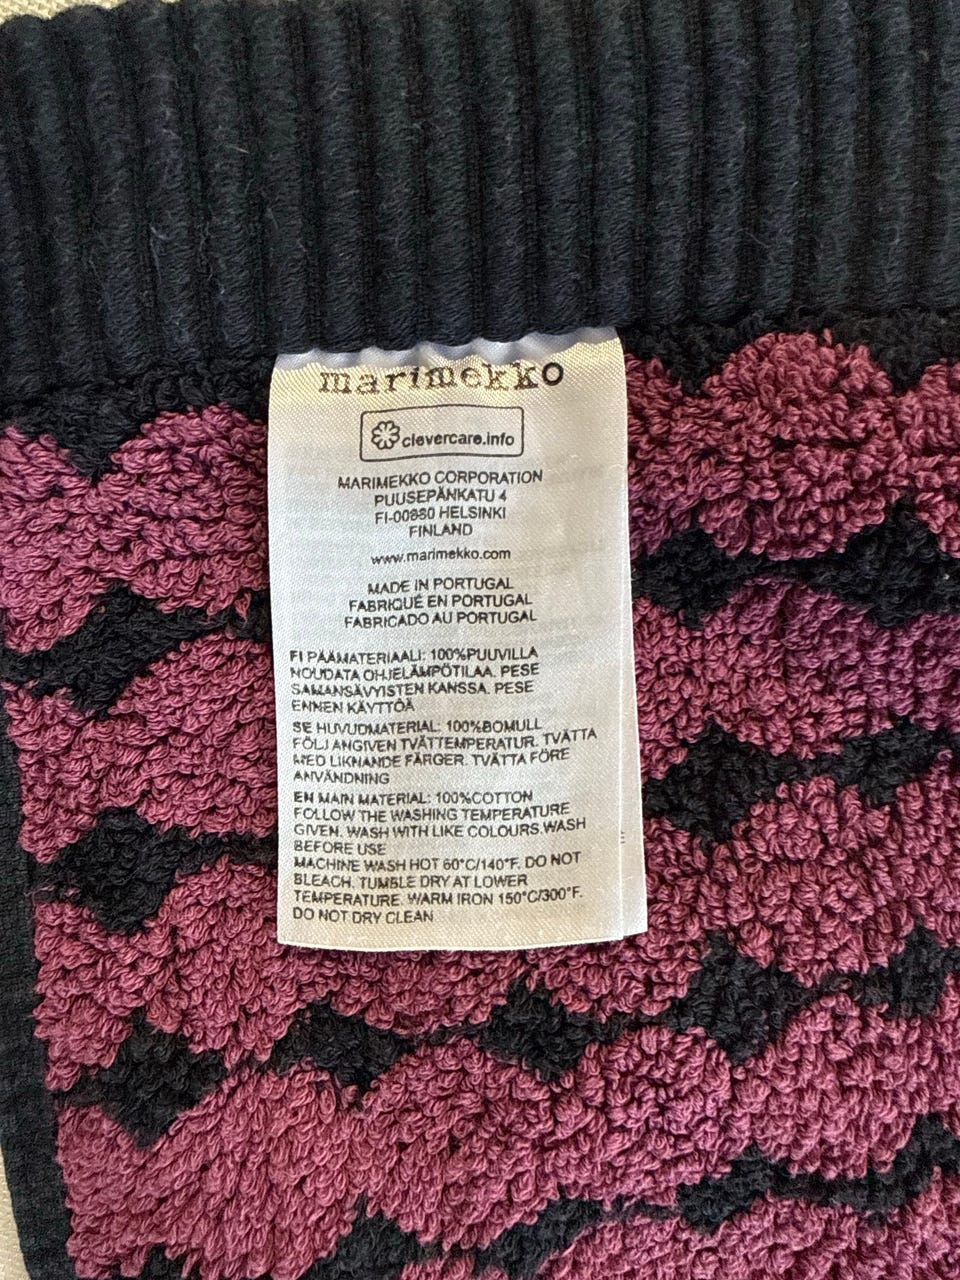 marimekko
clevercare.info
MARIMEKKO CORPORATION
PUUSEPÄNKATU 4
FI-00880 HELSINKI
FINLAND
www.marimekko.com
MADE IN PORTUGAL
FABRIQUÉ EN PORTUGAL
FABRICADO AU PORTUGAL
FI PÄÄMATERIAALI: 100%PUUVILLA
NOUDATA OHJELÄMPÖTILAA. PESE
SAMANSÄVYISTEN KANSSA. PESE
ENNEN KÄYTTÖÄ
SE HUVUDMATERIAL: 100%BOMULL
FÖLJ ANGIVEN TVÄTTEMPERATUR. TVÄTTA
MED LIKNANDE FÄRGER. TVÄTTA FÖRE
ANVÄNDNING
EN MAIN MATERIAL: 100%COTTON
FOLLOW THE WASHING TEMPERATURE
GIVEN. WASH WITH LIKE COLOURS.WASH
BEFORE USE
MACHINE WASH HOT 60°C/140°F. DO NOT
BLEACH. TUMBLE DRY AT LOWER
TEMPERATURE. WARM IRON 150°C/300°F.
DO NOT DRY CLEAN